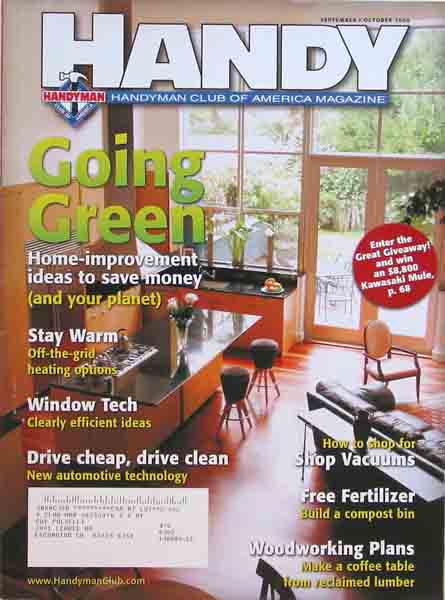 SEPTEMBER / OCTOBER
HANDY
HANDYMAN
HANDYMAN CLUB OF AMERICA MAGAZINE
Going
Green
Home-improvement
ideas to save money
(and your planet)
Enter the
Great Giveaway!
and win
an $8,800
Kawasaki Mule,
p. 68
Stay Warm
Off-the-grid
heating options
Window Tech
Clearly efficient ideas
Drive cheap, drive clean
New automotive technology
How to shop for
Shop Vacuums
Free Fertilizer
Build a compost bin
Woodworking Plans
Make a coffee table
from reclaimed lumber
www.HandymanClub.com